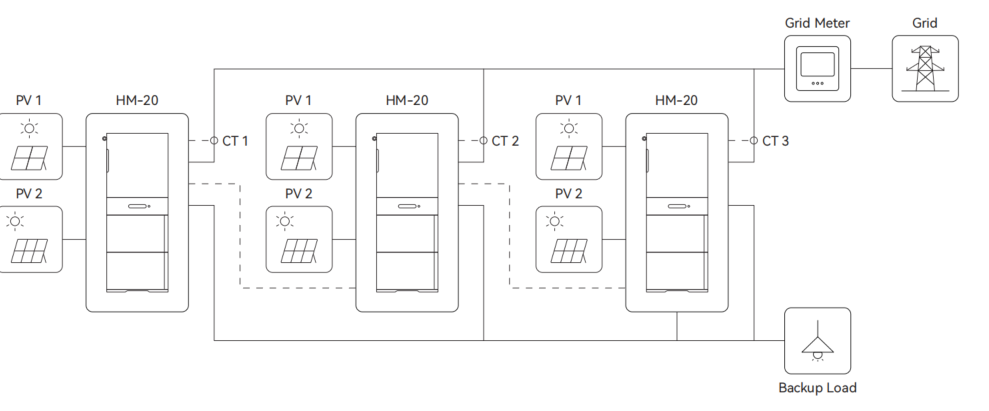 Grid Meter
Grid
PV 1
HM-20
PV 1
HM-20
PV 1
HM-20
CT 1
CT 2
CT 3
PV 2
PV 2
PV 2
Backup Load